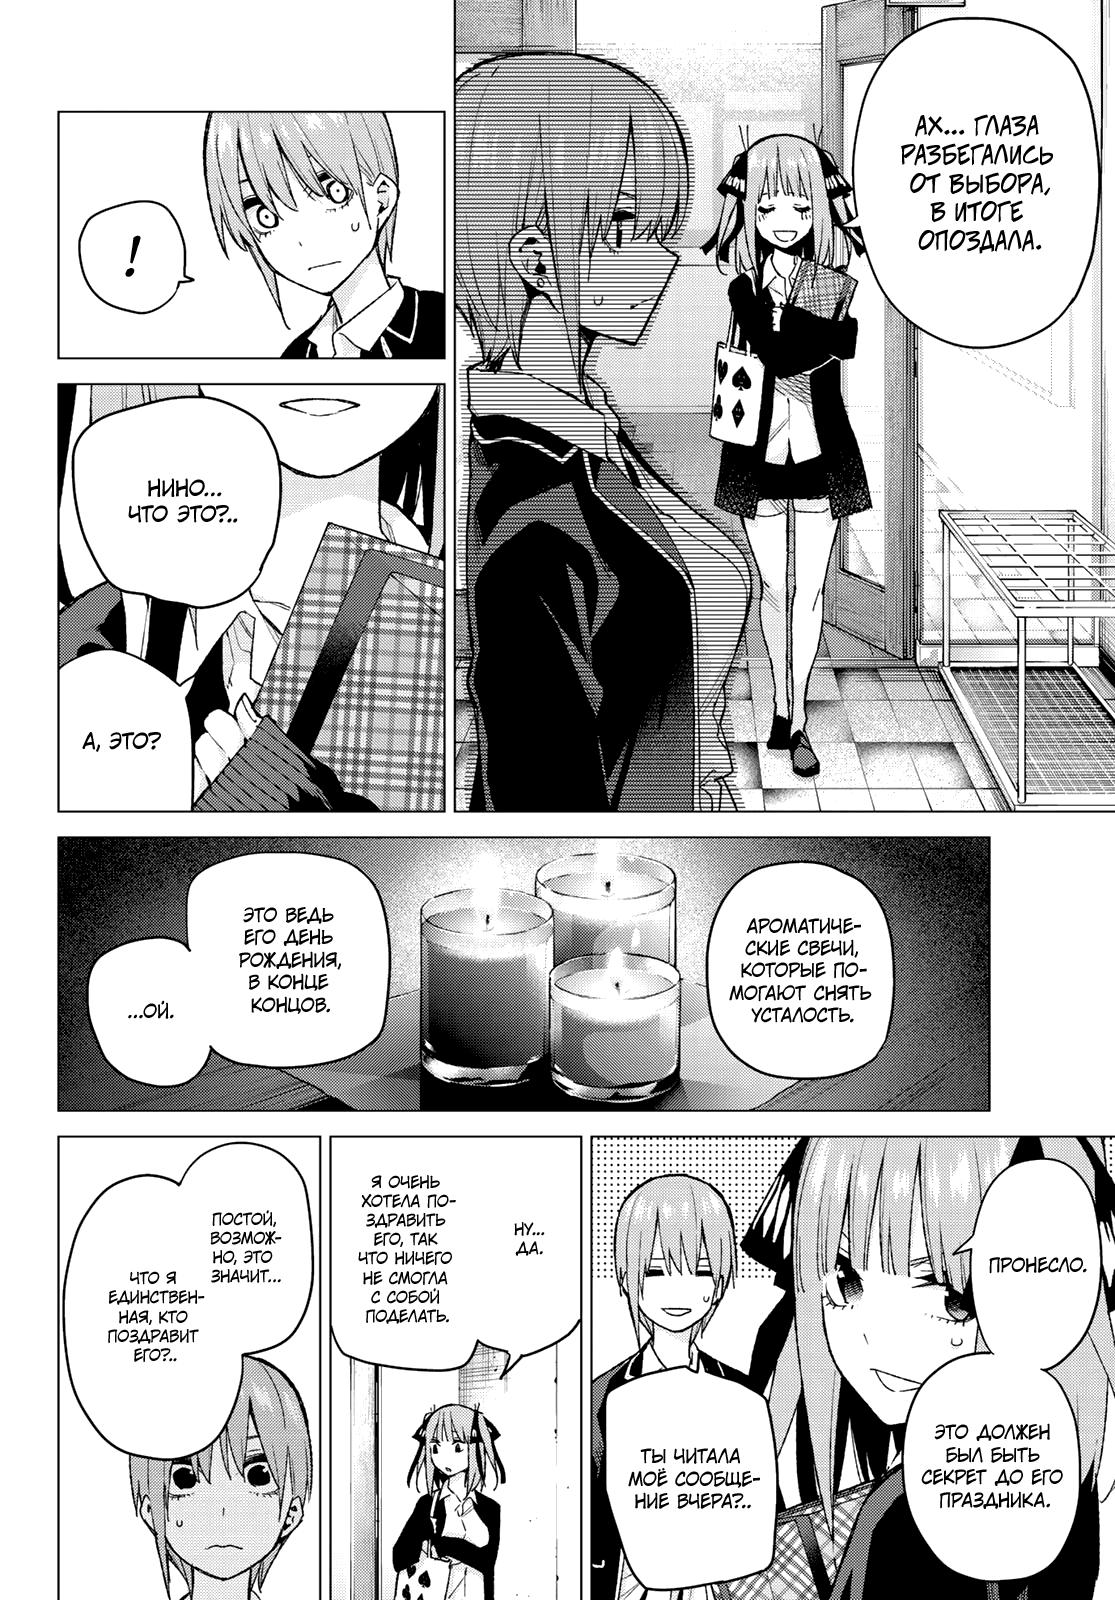 АХ... ГЛАЗА
РАЗБЕГАЛИСЬ
ОТ ВЫБОРА,
В ИТОГЕ
ОПОЗДАЛА.
!
НИНО...
ЧТО ЭТО?..
А, ЭТО?
АРОМАТИЧЕ-
СКИЕ СВЕЧИ,
КОТОРЫЕ ПО-
МОГАЮТ СНЯТЬ
УСТАЛОСТЬ.
ЭТО ВЕДЬ
ЕГО ДЕНЬ
РОЖДЕНИЯ,
В КОНЦЕ
КОНЦОВ.
...ОЙ.
ПРОНЕСЛО.
ЭТО ДОЛЖЕН
БЫЛ БЫТЬ
СЕКРЕТ ДО ЕГО
ПРАЗДНИКА.
ТЫ ЧИТАЛА
МОЁ СООБЩЕ-
НИЕ ВЧЕРА?..
НУ...
ДА.
Я ОЧЕНЬ
ХОТЕЛА ПО-
ЗДРАВИТЬ
ЕГО, ТАК
ЧТО НИЧЕГО
НЕ СМОГЛА
С СОБОЙ
ПОДЕЛАТЬ.
ПОСТОЙ,
ВОЗМОЖ-
НО, ЭТО
ЗНАЧИТ...
ЧТО Я
ЕДИНСТВЕН-
НАЯ, КТО
ПОЗДРАВИТ
ЕГО?..